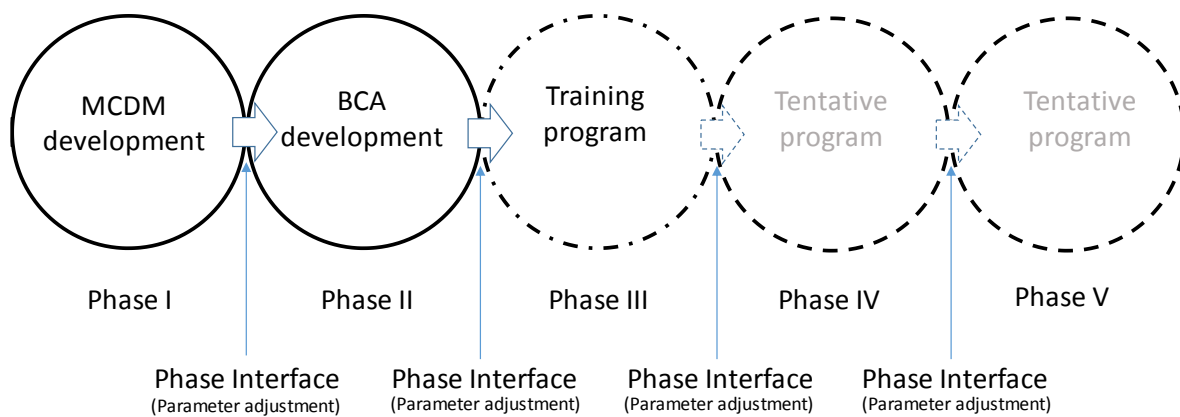 MCDM
development
BCA
development
Training
program
Tentative
program
Tentative
program
Phase I
Phase II
Phase III
Phase IV
Phase V
Phase Interface
(Parameter adjustment)
Phase Interface
(Parameter adjustment)
Phase Interface
(Parameter adjustment)
Phase Interface
(Parameter adjustment)